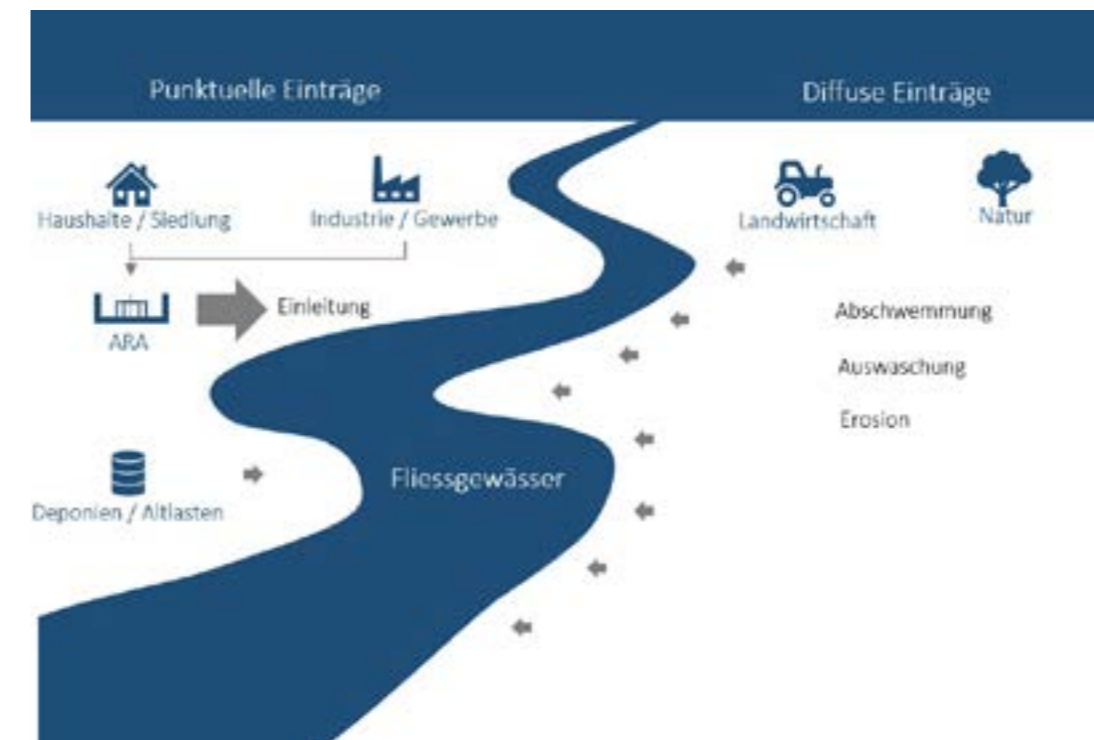 Punktuelle Einträge
Diffuse Einträge
Haushalte / Siedlung
Industrie / Gewerbe
Landwirtschaft
Natur
Einleitung
ARA
Abschwemmung
Auswaschung
Erosion
Fliessgewässer
Deponien / Altlasten